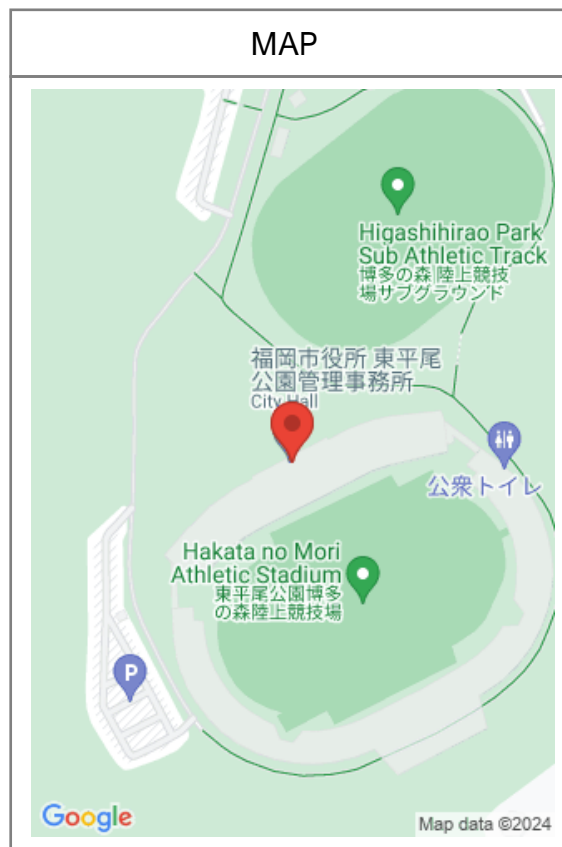 MAP
Higashihirao Park
Sub Athletic Track
博多の森 陸上競技
場サブグラウンド
福岡市役所 東平尾
公園管理事務所
City Hall
公衆トイレ
Hakata no Mori
Athletic Stadium
東平尾公園博多
の森陸上競技場
P
Google
Map data ©2024